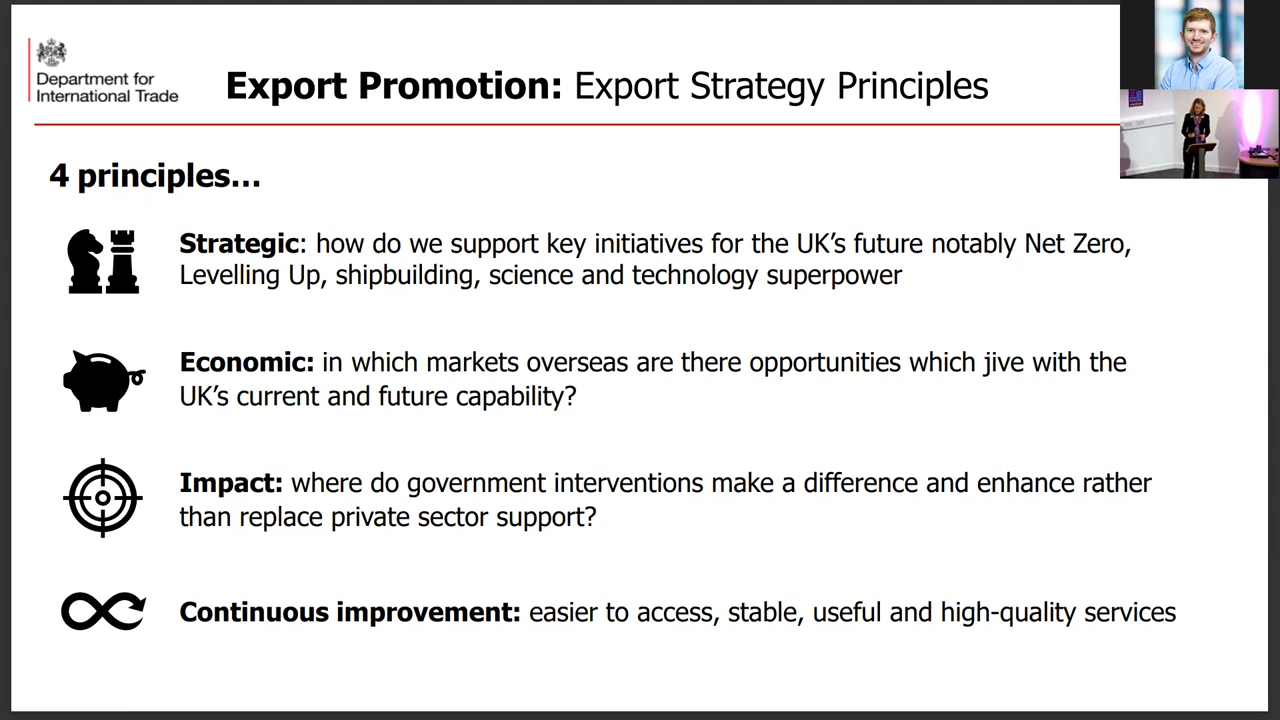 Department for
International Trade
Export Promotion: Export Strategy Principles
4 principles...
Strategic: how do we support key initiatives for the UK's future notably Net Zero,
Levelling Up, shipbuilding, science and technology superpower
Economic: in which markets overseas are there opportunities which jive with the
UK's current and future capability?
Impact: where do government interventions make a difference and enhance rather
than replace private sector support?
Continuous improvement: easier to access, stable, useful and high-quality services